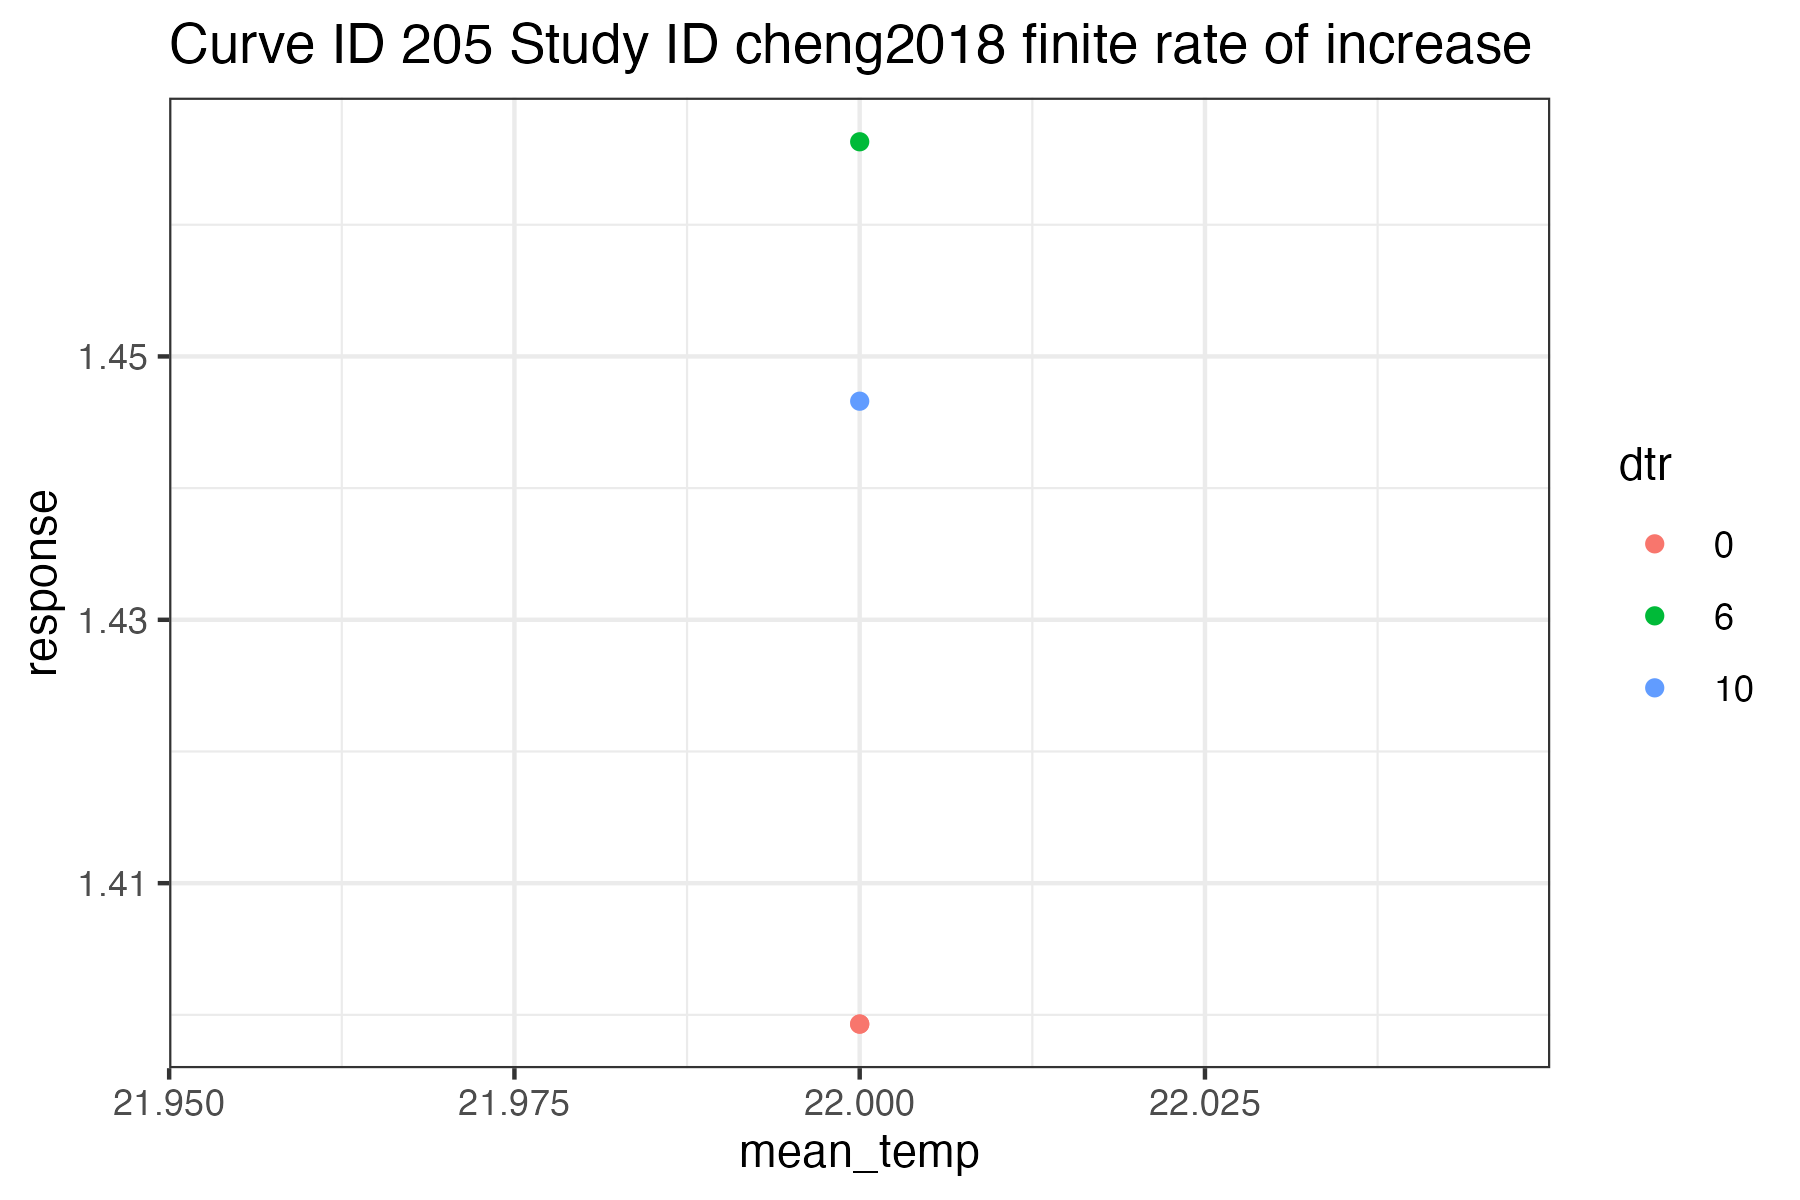 Curve ID 205 Study ID cheng2018 finite rate of increase
response
1.45
1.43
1.41
21.950
21.975
22.000
22.025
mean_temp
dtr
0
6
10